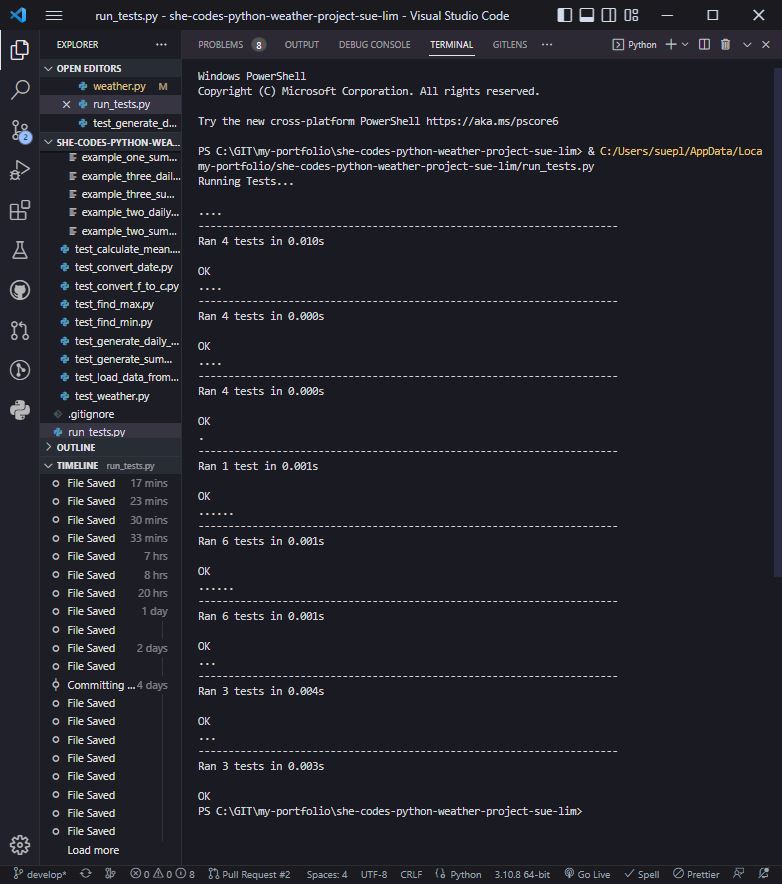 run_tests.py - she-codes-python-weather-project-sue-lim - Visual Studio Code
EXPLORER
OPEN EDITORS
weather.py M
run_tests.py
test_generate_d...
SHE-CODES-PYTHON-WEA...
example_one_sum...
example_three_dail...
example_three_su...
example_two_daily...
example_two_sum...
test_calculate_mean....
test_convert_date.py
test_convert_f_to_c.py
test_find_max.py
test_find_min.py
test_generate_daily_...
test_generate_sum...
test_load_data_from...
test_weather.py
.gitignore
run_tests.py
OUTLINE
TIMELINE run_tests.py
File Saved 17 mins
File Saved 23 mins
File Saved 30 mins
File Saved 33 mins
File Saved 7 hrs
File Saved 8 hrs
File Saved 20 hrs
File Saved 1 day
File Saved
File Saved 2 days
File Saved
Committing ... 4 days
File Saved
File Saved
File Saved
File Saved
File Saved
File Saved
File Saved
File Saved
Load more
2
PROBLEMS 8 OUTPUT DEBUG CONSOLE TERMINAL GITLENS ... Python
Windows PowerShell
Copyright (C) Microsoft Corporation. All rights reserved.
Try the new cross-platform PowerShell https://aka.ms/pscore6
PS C:\GIT\my-portfolio\she-codes-python-weather-project-sue-lim> & C:/Users/suepl/AppData/Loca
my-portfolio/she-codes-python-weather-project-sue-lim/run_tests.py
Running Tests...
....
----------------------------------------------------------------------
Ran 4 tests in 0.010s
OK
....
----------------------------------------------------------------------
Ran 4 tests in 0.000s
OK
....
----------------------------------------------------------------------
Ran 4 tests in 0.000s
OK
.
----------------------------------------------------------------------
Ran 1 test in 0.001s
OK
......
----------------------------------------------------------------------
Ran 6 tests in 0.001s
OK
......
----------------------------------------------------------------------
Ran 6 tests in 0.001s
OK
...
----------------------------------------------------------------------
Ran 3 tests in 0.004s
OK
...
----------------------------------------------------------------------
Ran 3 tests in 0.003s
OK
PS C:\GIT\my-portfolio\she-codes-python-weather-project-sue-lim>
develop* 0 0 8 Pull Request #2 Spaces: 4 UTF-8 CRLF Python 3.10.8 64-bit Go Live Spell Prettier